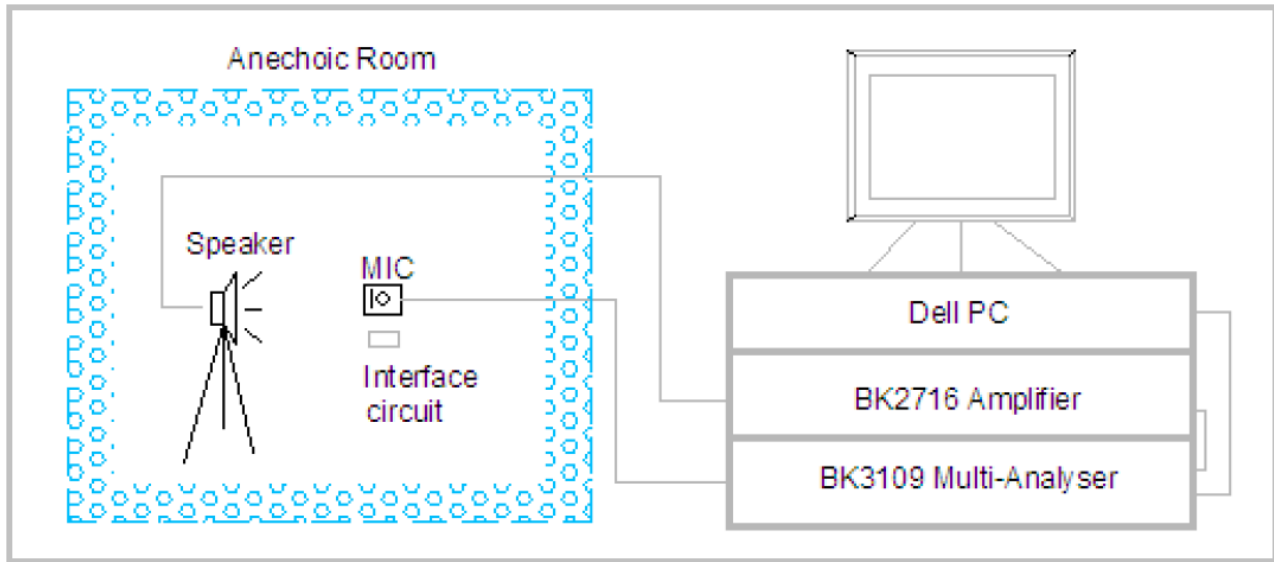 Anechoic Room
Speaker
MIC
Interface
circuit
Dell PC
BK2716 Amplifier
BK3109 Multi-Analyser